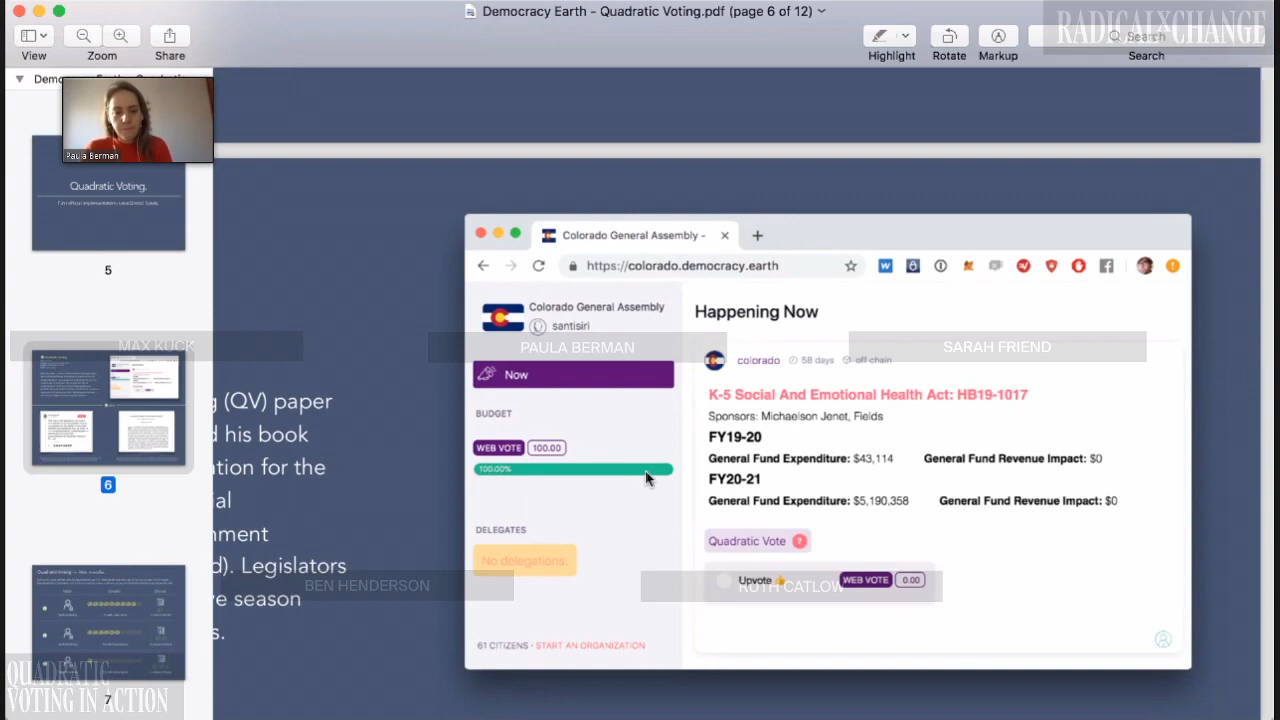 Democracy Earth - Quadratic Voting.pdf (page 6 of 12)
RADICALXCHANGE
Search
View
Zoom
Share
Highlight
Rotate
Markup
Search
Paula Berman
Quadratic Voting.
5
6
7
MAX KUCK
PAULA BERMAN
SARAH FRIEND
BEN HENDERSON
RUTH CATLOW
(QV) paper
his book
ation for the
ial
nment
d). Legislators
ve season
s.
Colorado General Assembly -
https://colorado.democracy.earth
Colorado General Assembly
santisiri
Now
BUDGET
WEB VOTE 100.00
100.00%
DELEGATES
No delegations.
61 CITIZENS · START AN ORGANIZATION
Happening Now
colorado 58 days off chain
K-5 Social And Emotional Health Act: HB19-1017
Sponsors: Michaelson Jenet, Fields
FY19-20
General Fund Expenditure: $43,114 General Fund Revenue Impact: $0
FY20-21
General Fund Expenditure: $5,190,358 General Fund Revenue Impact: $0
Quadratic Vote ?
Upvote 👍 WEB VOTE 0.00
QUADRATIC
VOTING IN ACTION